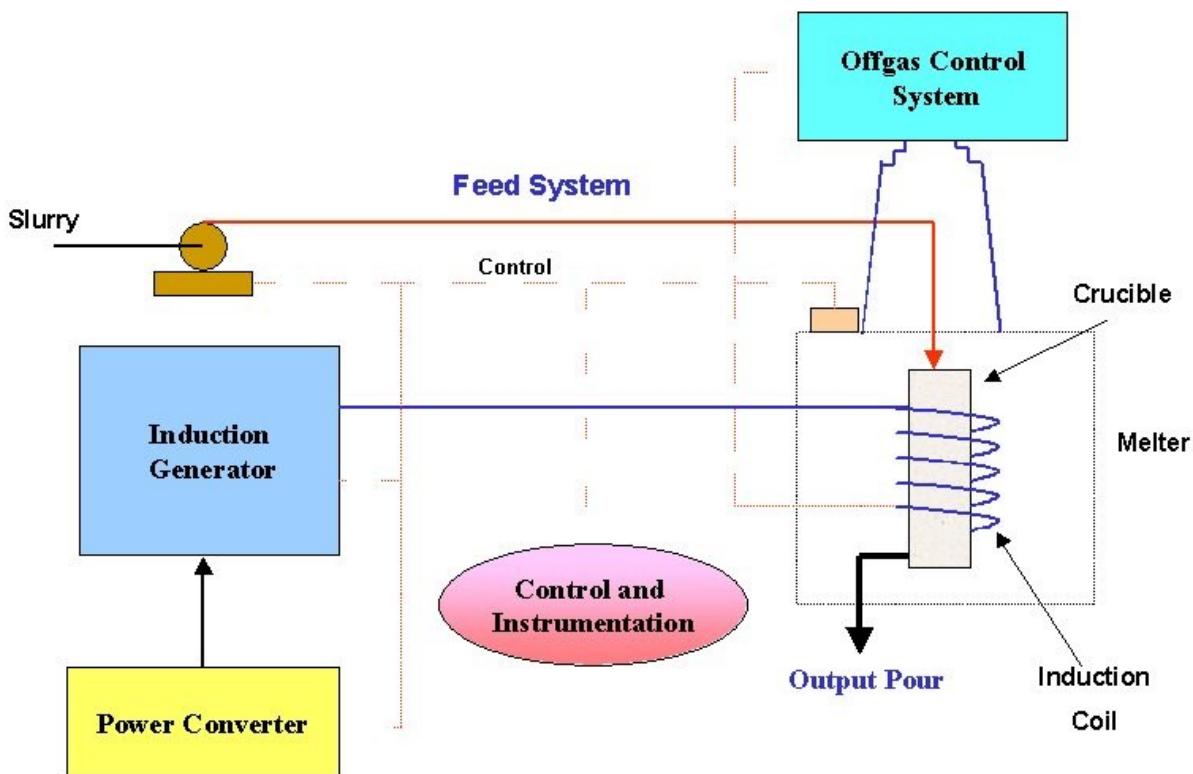 Offgas Control
System
Feed System
Slurry
Control
Crucible
Induction
Generator
Melter
Control and
Instrumentation
Output Pour
Induction
Coil
Power Converter